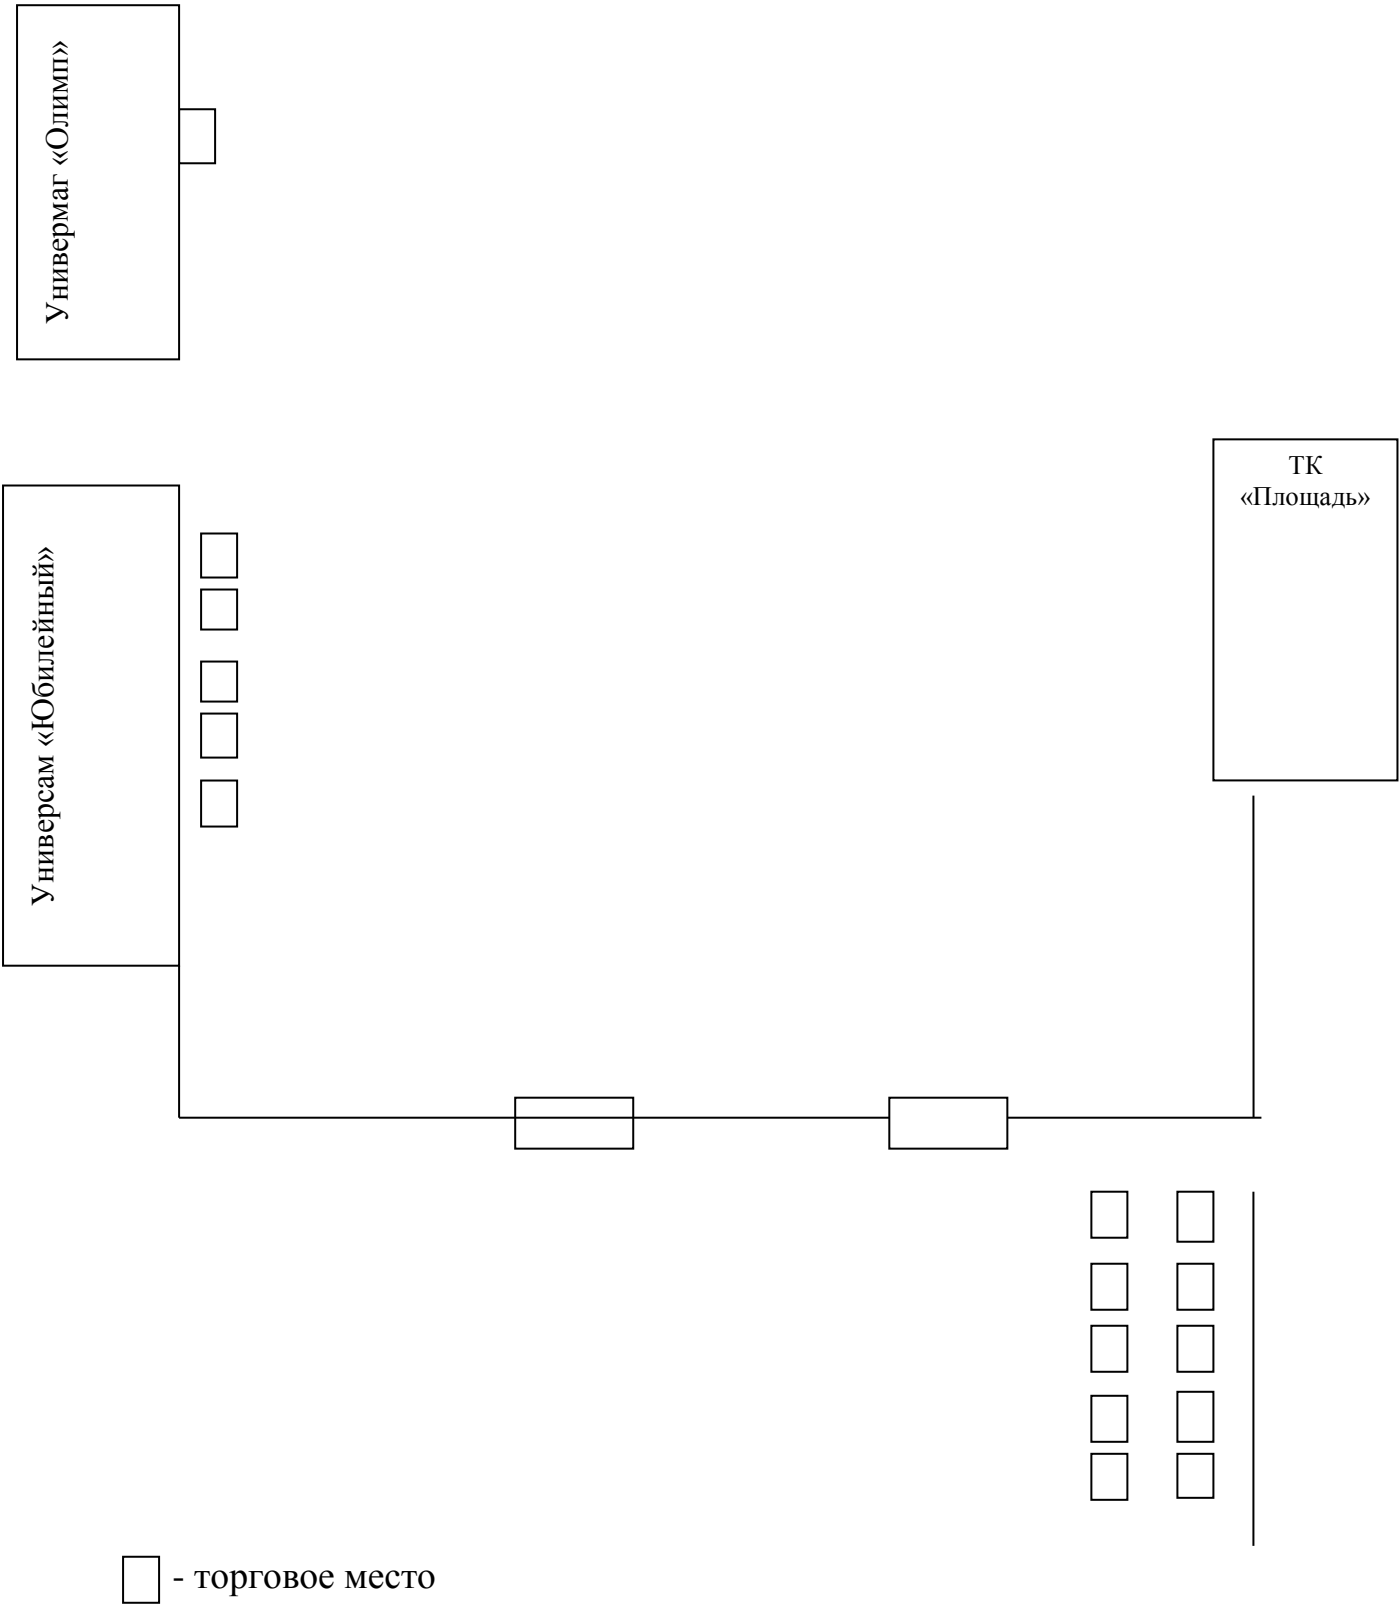 Универмаг «Олимп»
ТК
«Площадь»
Универсам «Юбилейный»
- торговое место